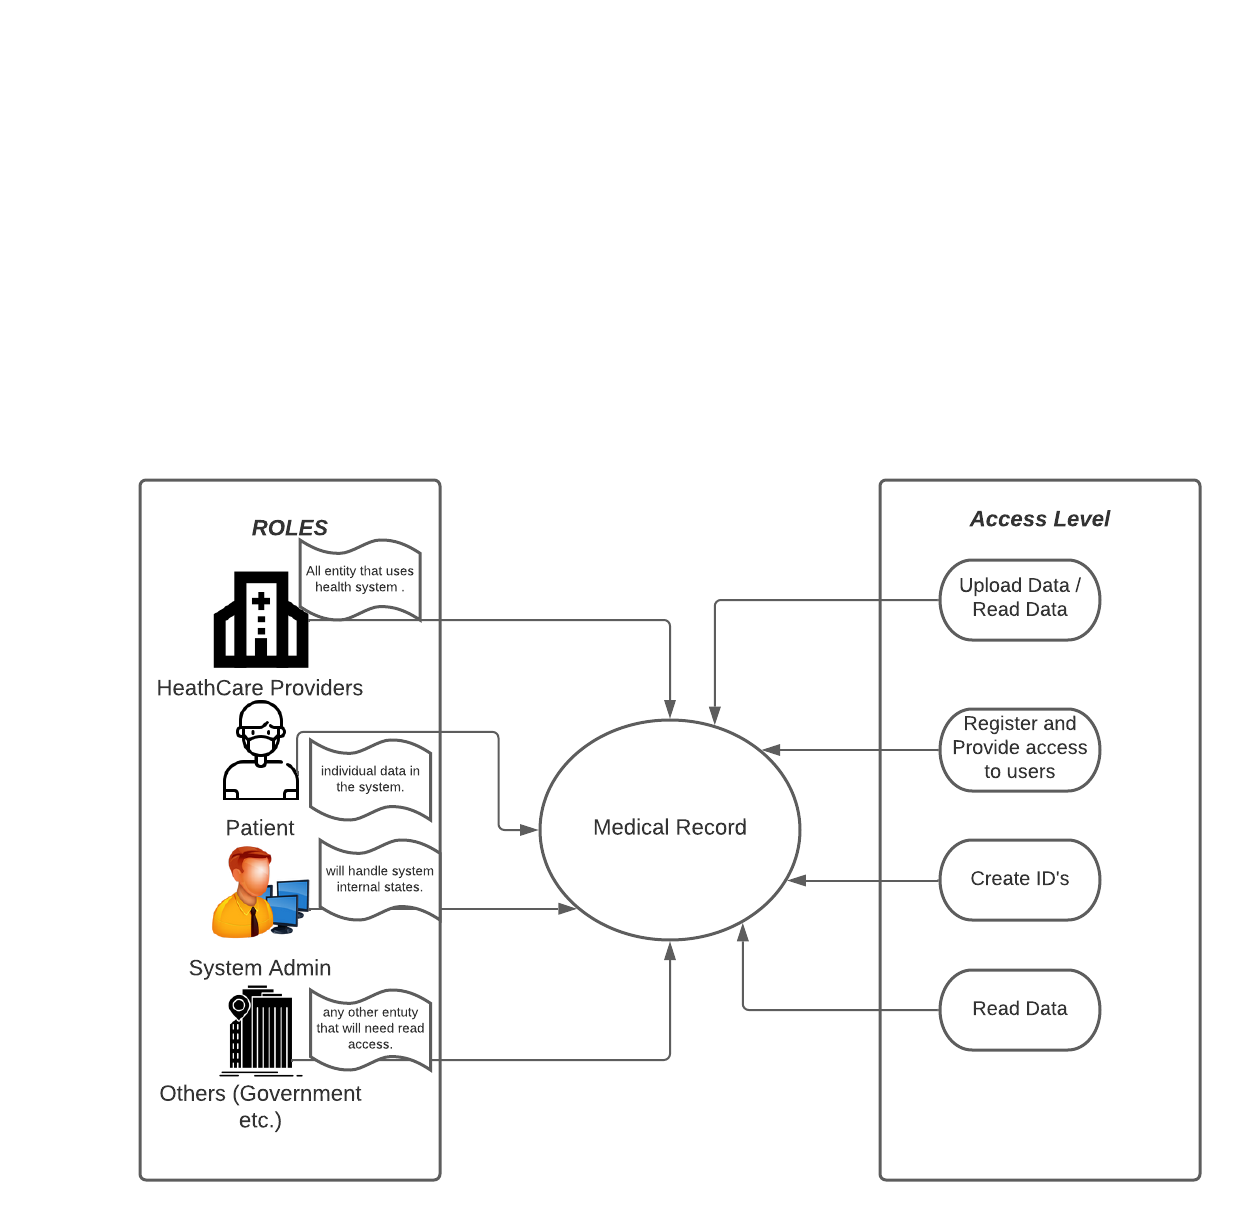 ROLES
All entity that uses
health system .
HeathCare Providers
individual data in
the system.
Patient
will handle system
internal states.
System Admin
any other entuty
that will need read
access.
Others (Government
etc.)
Medical Record
Access Level
Upload Data /
Read Data
Register and
Provide access
to users
Create ID's
Read Data